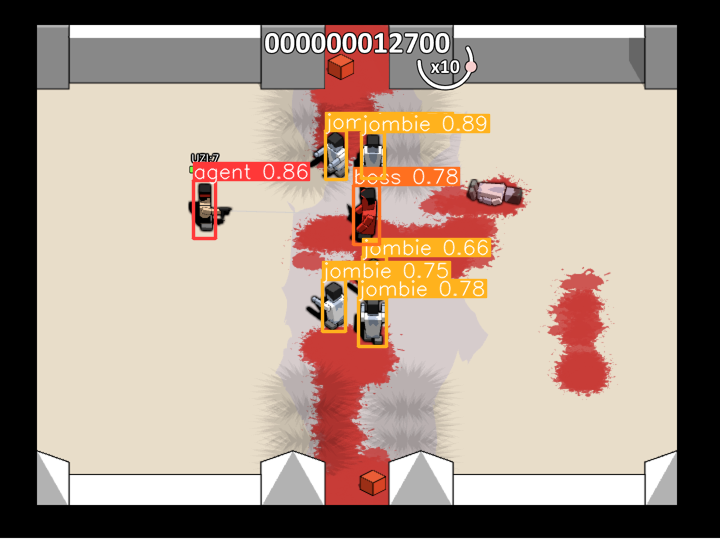 000000012700
x10
jombie 0.89
UZI-7
agent 0.86
boss 0.78
jombie 0.66
jombie 0.75
jombie 0.78